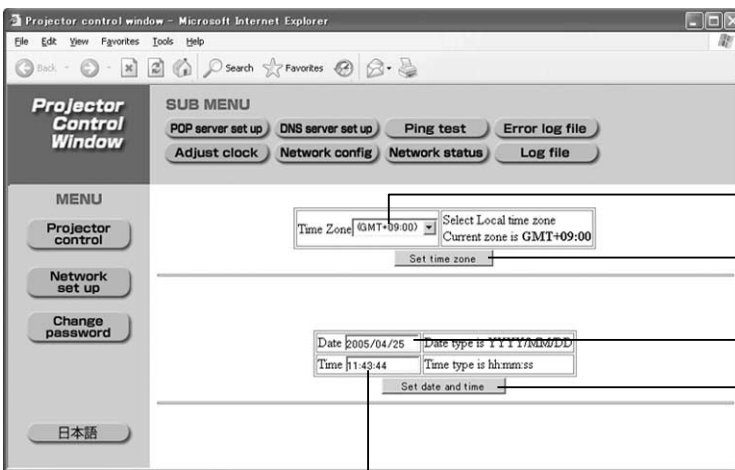 Projector control window - Microsoft Internet Explorer
File Edit View Favorites Tools Help
Back Search Favorites
Projector Control Window
SUB MENU
POP server set up DNS server set up Ping test Error log file
Adjust clock Network config Network status Log file
MENU
Projector control
Network set up
Change password
日本語
Time Zone (GMT+09:00) Select Local time zone
Current zone is GMT+09:00
Set time zone
Date 2005/04/25 Date type is YYYY/MM/DD
Time 11:43:44 Time type is hh:mm:ss
Set date and time